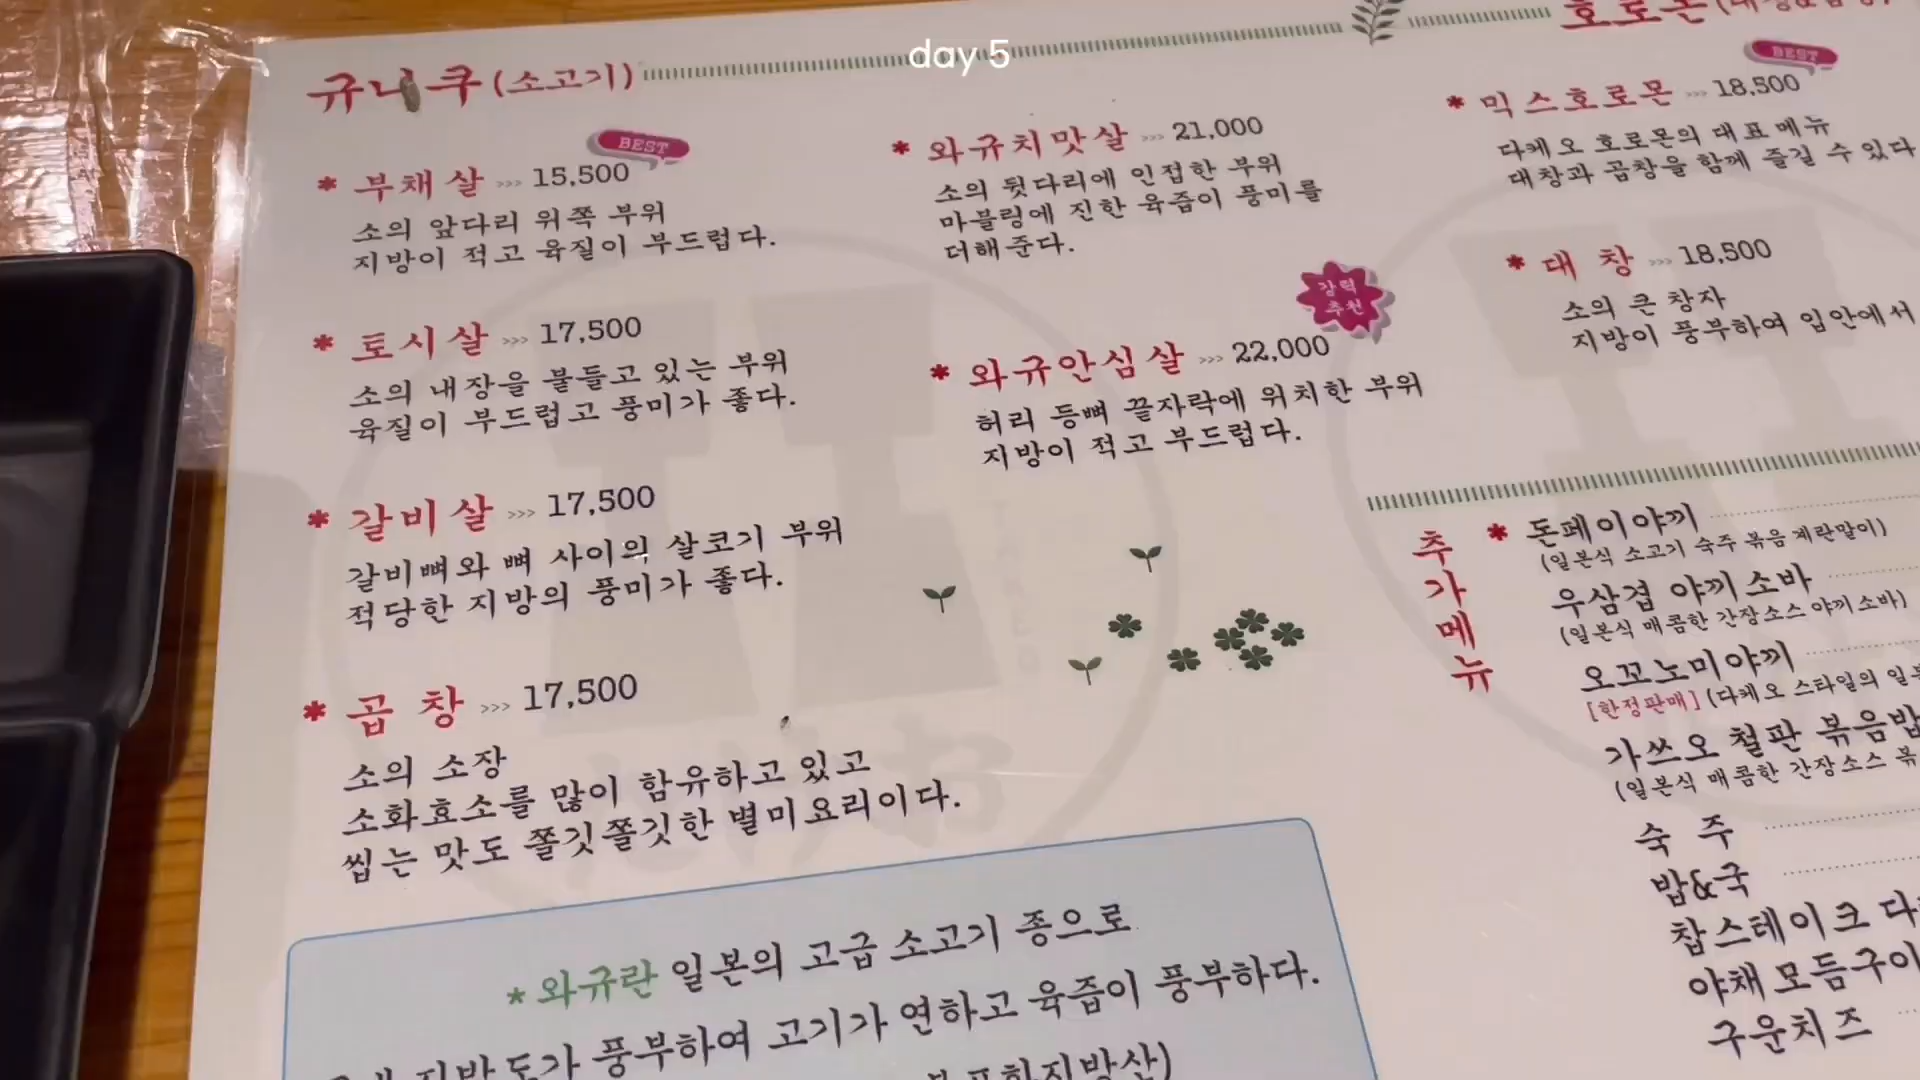 day 5
규니쿠 (소고기)
BEST
* 부채살 >>> 15,500
소의 앞다리 위쪽 부위
지방이 적고 육질이 부드럽다.
* 토시살 >>> 17,500
소의 내장을 붙들고 있는 부위
육질이 부드럽고 풍미가 좋다.
* 갈비살 >>> 17,500
갈비뼈와 뼈 사이의 살코기 부위
적당한 지방의 풍미가 좋다.
* 곱 창 >>> 17,500
소의 소장
소화효소를 많이 함유하고 있고
씹는 맛도 쫄깃쫄깃한 별미요리이다.
* 와규치맛살 >>> 21,000
소의 뒷다리에 인접한 부위
마블링에 진한 육즙이 풍미를
더해준다.
강력
추천
* 와규안심살 >>> 22,000
허리 등뼈 끝자락에 위치한 부위
지방이 적고 부드럽다.
* 와규란 일본의 고급 소고기 종으로
풍부하여 고기가 연하고 육즙이 풍부하다.
호로몬
BEST
* 믹스호로몬 >>> 18,500
다케오 호로몬의 대표메뉴
대창과 곱창을 함께 즐길 수 있다
* 대 창 >>> 18,500
소의 큰 창자
지방이 풍부하여 입안에서
추가메뉴
* 돈페이야끼
(일본식 소고기 숙주 볶음 계란말이)
우삼겹 야끼소바
(일본식 매콤한 간장소스 야끼소바)
오꼬노미야끼
[한정판매] (다케오 스타일의
가쓰오 철판 볶음밥
(일본식 매콤한 간장소스
숙 주
밥&국
찹스테이크
야채모듬구이
구운치즈